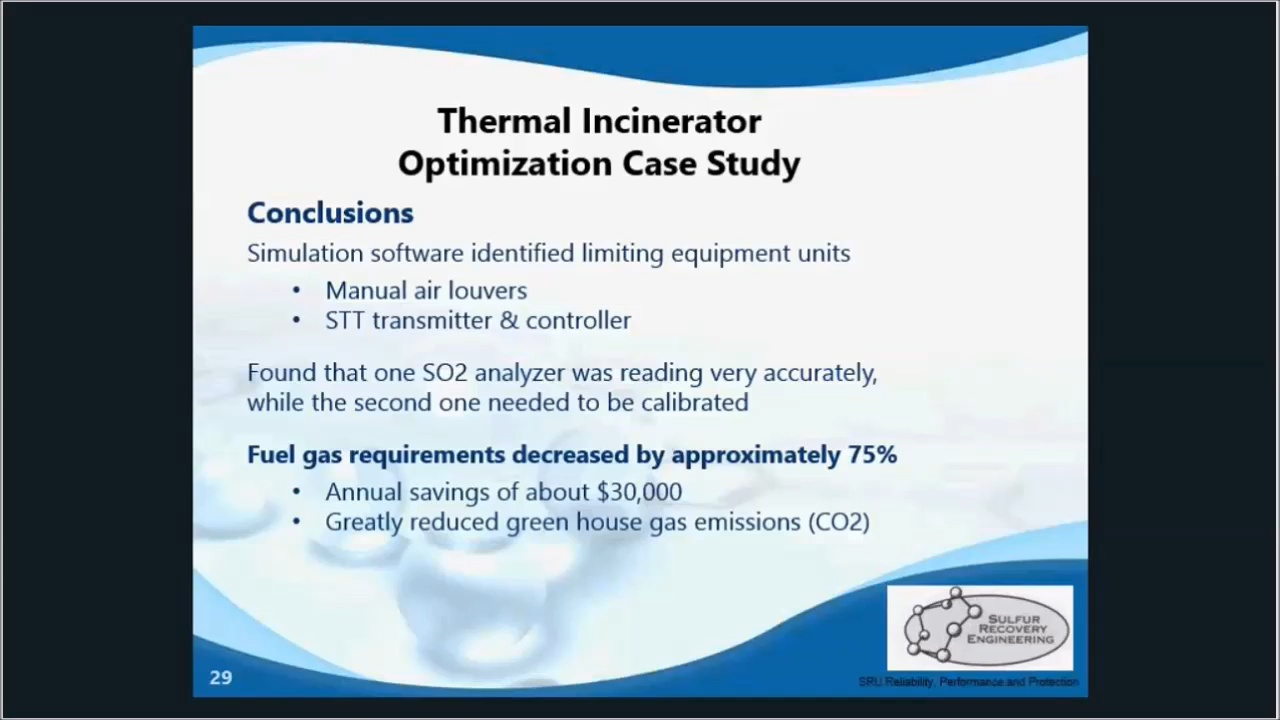 Thermal Incinerator
Optimization Case Study
Conclusions
Simulation software identified limiting equipment units
• Manual air louvers
• STT transmitter & controller
Found that one SO2 analyzer was reading very accurately,
while the second one needed to be calibrated
Fuel gas requirements decreased by approximately 75%
• Annual savings of about $30,000
• Greatly reduced green house gas emissions (CO2)
SULFUR
RECOVERY
ENGINEERING
29
SRU Reliability, Performance and Protection